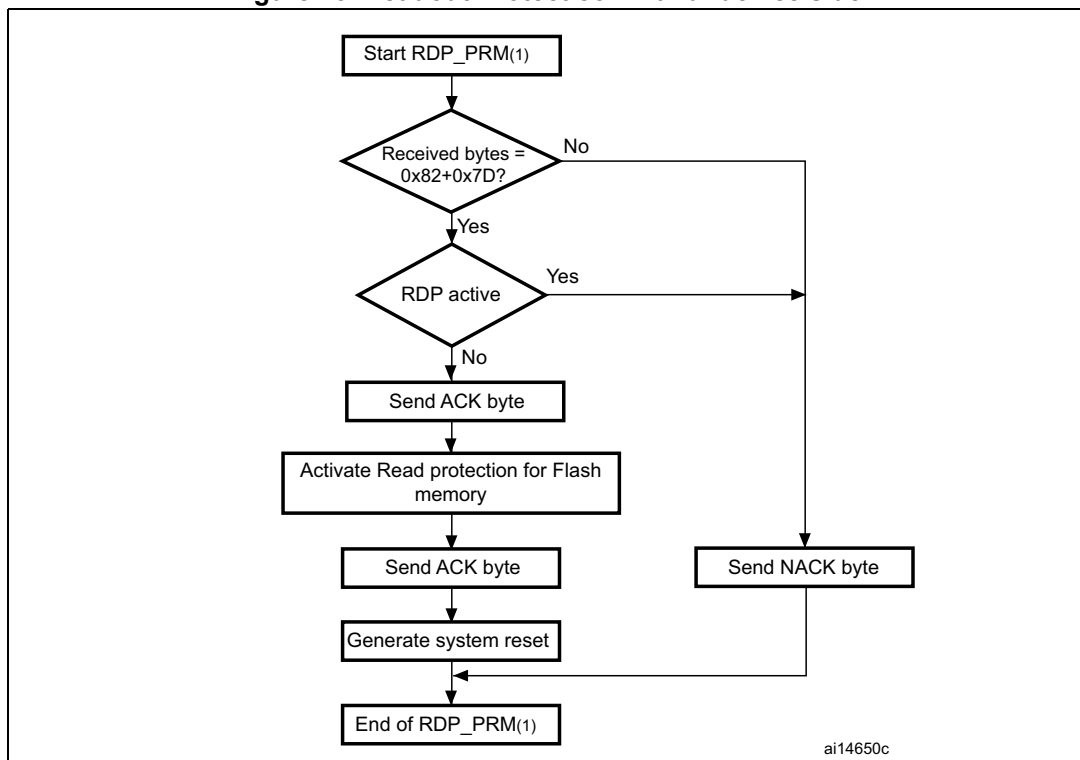 Start RDP_PRM(1)
Received bytes =
0x82+0x7D?
No
Yes
RDP active
Yes
No
Send ACK byte
Activate Read protection for Flash
memory
Send ACK byte
Send NACK byte
Generate system reset
End of RDP_PRM(1)
ai14650c